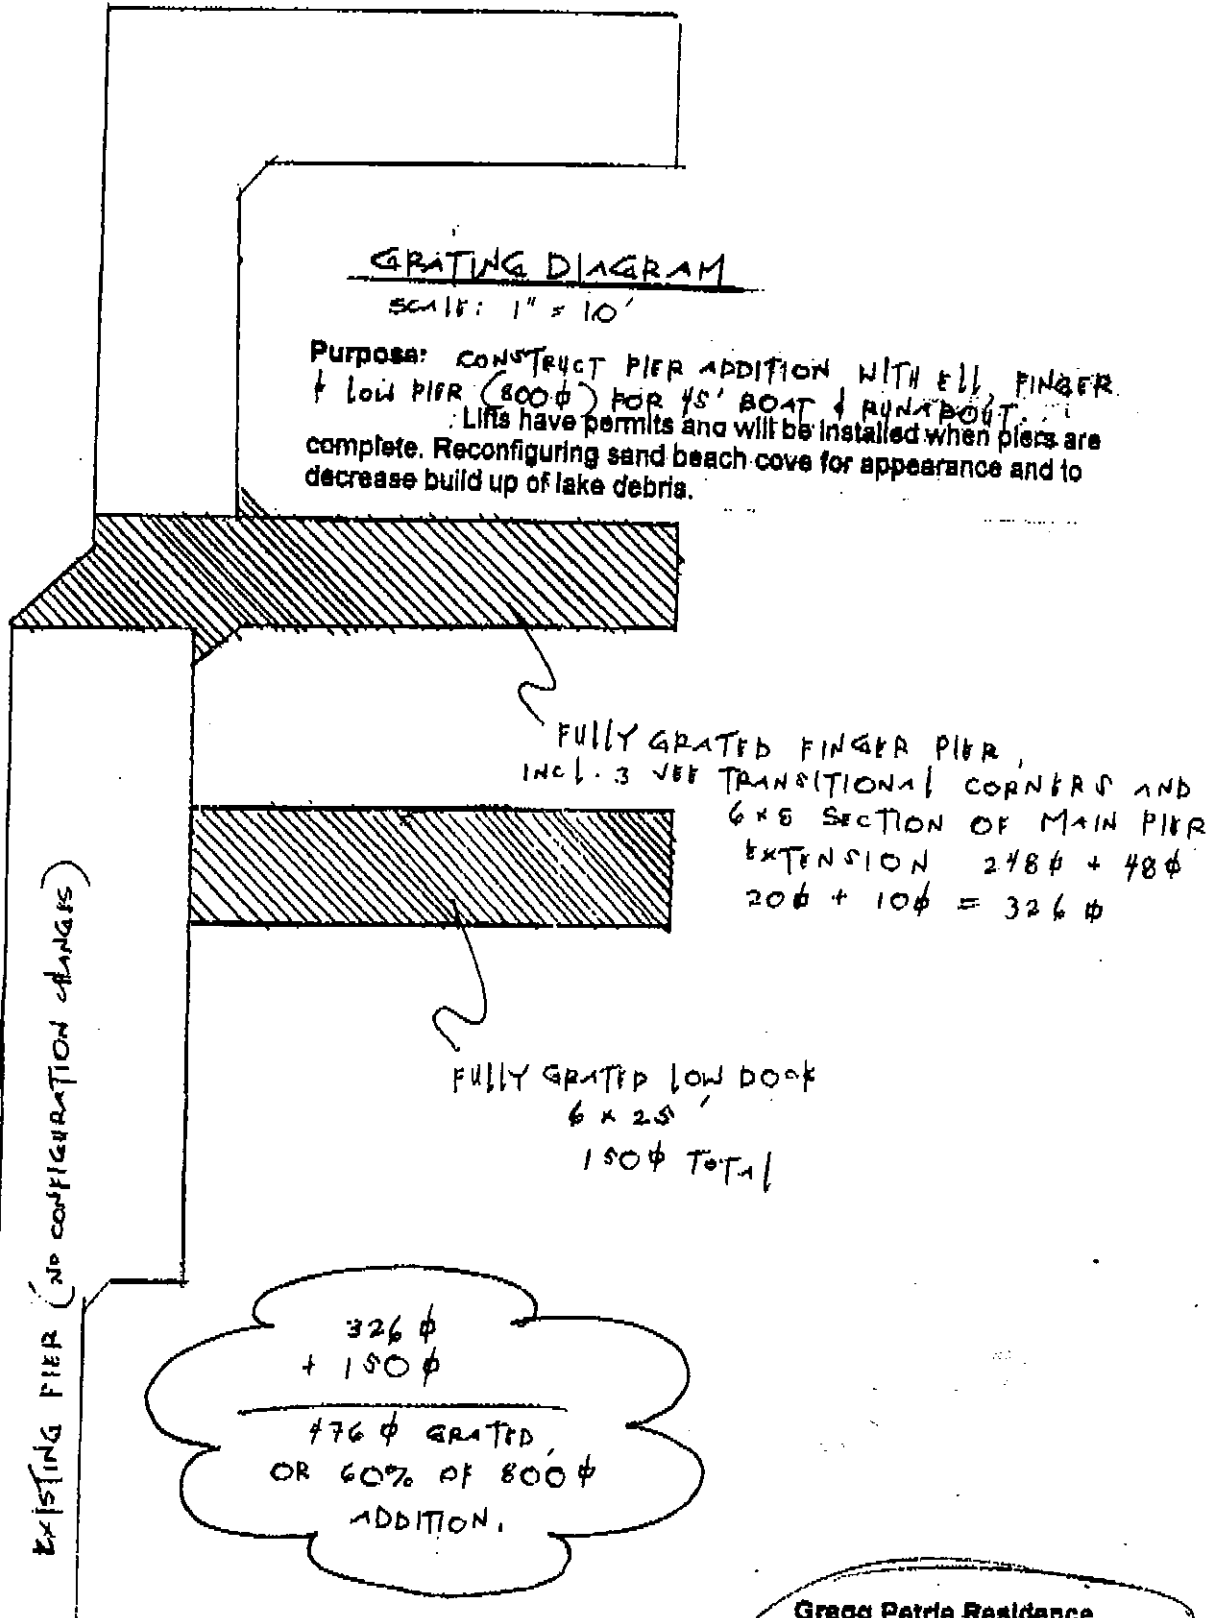 GRATING DIAGRAM
SCALE: 1" = 10'
Purpose: CONSTRUCT PIER ADDITION WITH ELL, FINGER
& LOW PIER (800 ⌀) FOR 45' BOAT & RUNABOUT...
Lifts have permits and will be installed when piers are
complete. Reconfiguring sand beach cove for appearance and to
decrease build up of lake debris.
FULLY GRATED FINGER PIER,
INCL. 3 VEE TRANSITIONAL CORNERS AND
6 x 8 SECTION OF MAIN PIER
EXTENSION 248 ⌀ + 48 ⌀
20 ⌀ + 10 ⌀ = 326 ⌀
FULLY GRATED LOW DOCK
6 x 25'
150 ⌀ TOTAL
EXISTING PIER (NO CONFIGURATION CHANGES)
326 ⌀
+ 150 ⌀
476 ⌀ GRATED,
OR 60% OF 800 ⌀
ADDITION.
Gregg Petrie Residence